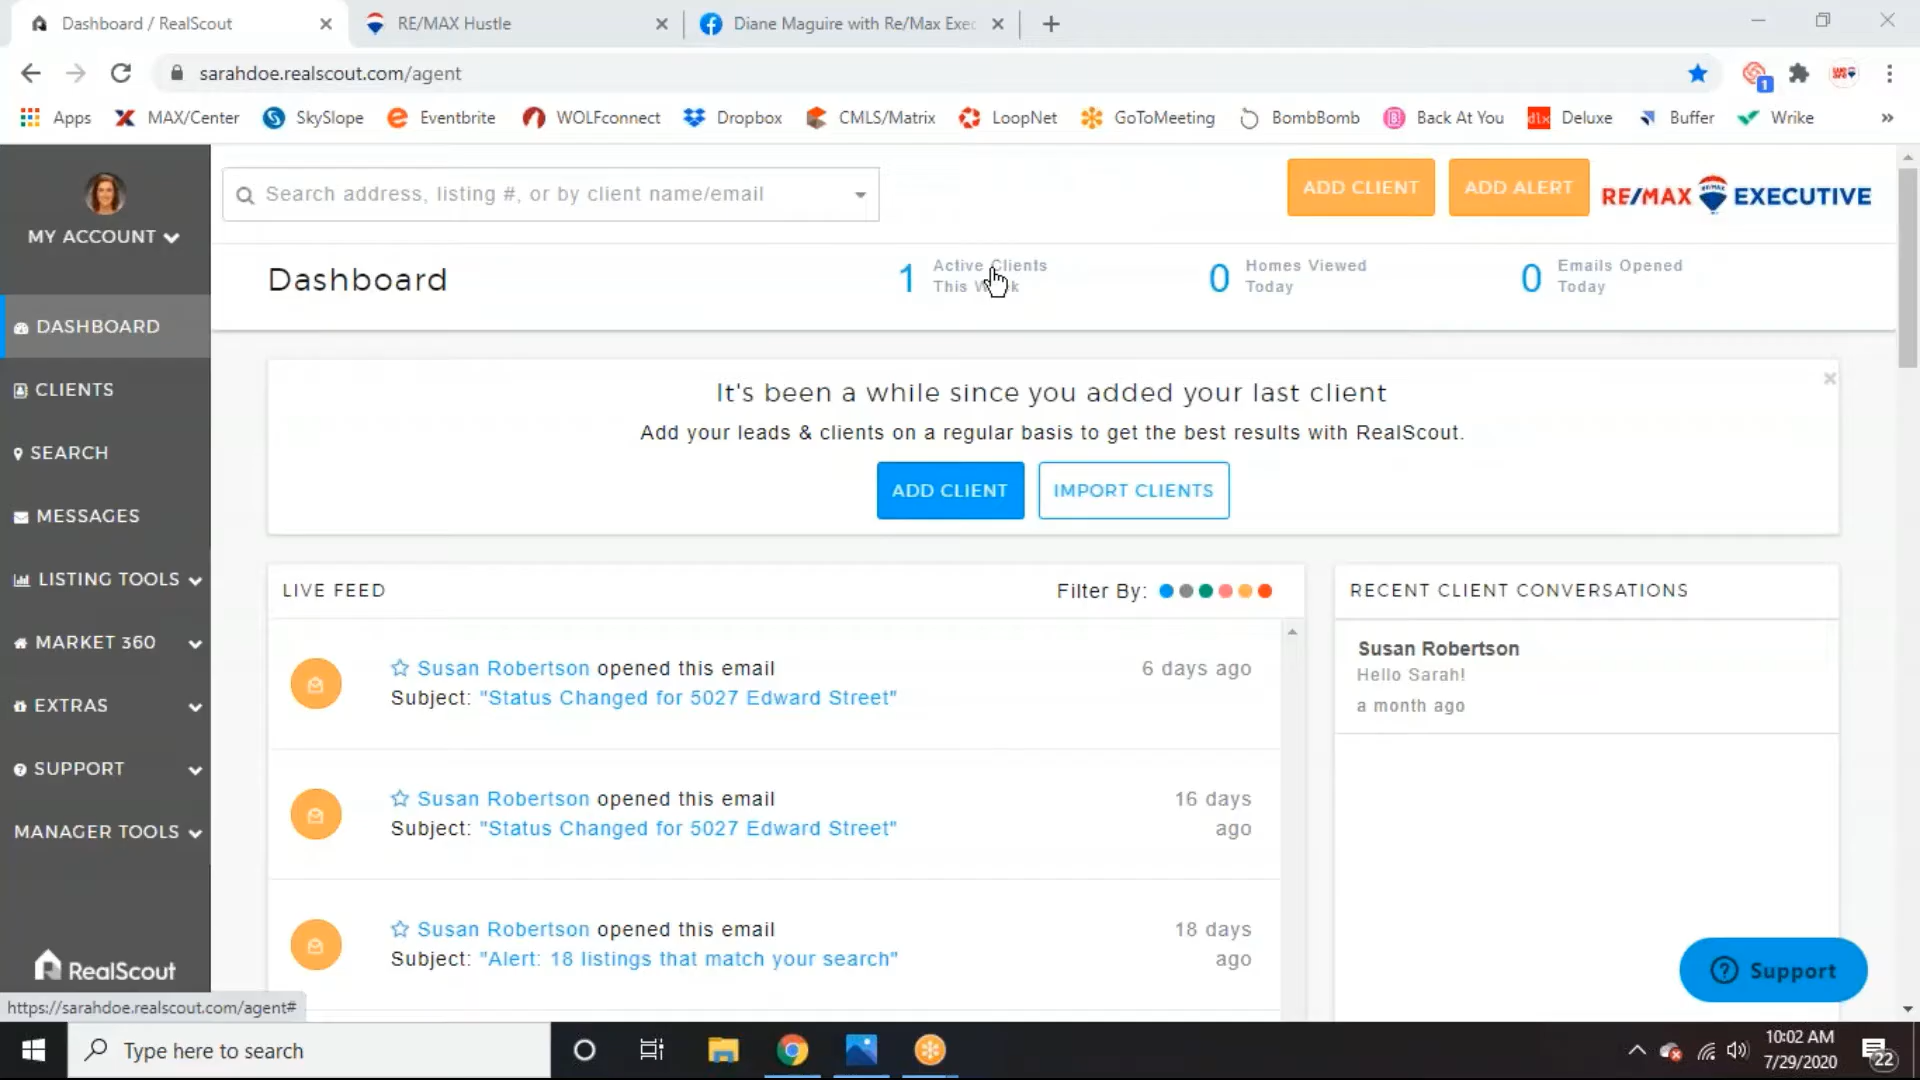 Dashboard / RealScout
RE/MAX Hustle
Diane Maguire with Re/Max Exec
sarahdoe.realscout.com/agent
1
Apps
MAX/Center
SkySlope
Eventbrite
WOLFconnect
Dropbox
CMLS/Matrix
LoopNet
GoToMeeting
BombBomb
Back At You
dlx
Deluxe
Buffer
Wrike
»
MY ACCOUNT
Search address, listing #, or by client name/email
ADD CLIENT
ADD ALERT
RE/MAX EXECUTIVE
Dashboard
1
Active Clients
This Week
0
Homes Viewed
Today
0
Emails Opened
Today
DASHBOARD
CLIENTS
SEARCH
MESSAGES
LISTING TOOLS
MARKET 360
EXTRAS
SUPPORT
MANAGER TOOLS
RealScout
It's been a while since you added your last client
Add your leads & clients on a regular basis to get the best results with RealScout.
ADD CLIENT
IMPORT CLIENTS
LIVE FEED
Filter By:
Susan Robertson opened this email
6 days ago
Subject: "Status Changed for 5027 Edward Street"
Susan Robertson opened this email
16 days
ago
Subject: "Status Changed for 5027 Edward Street"
Susan Robertson opened this email
18 days
ago
Subject: "Alert: 18 listings that match your search"
RECENT CLIENT CONVERSATIONS
Susan Robertson
Hello Sarah!
a month ago
Support
https://sarahdoe.realscout.com/agent#
Type here to search
10:02 AM
7/29/2020
22